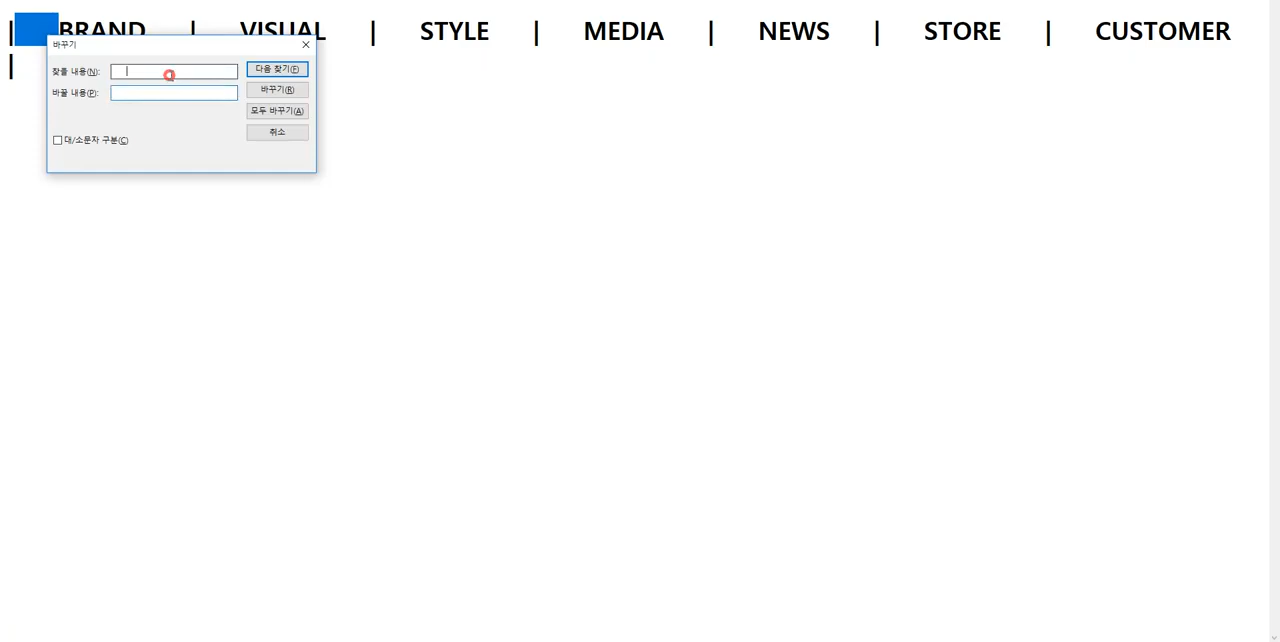 | BRAND | VISUAL | STYLE | MEDIA | NEWS | STORE | CUSTOMER
|
바꾸기
찾을 내용(N):
다음 찾기(F)
바꿀 내용(P):
바꾸기(R)
모두 바꾸기(A)
취소
대/소문자 구분(C)